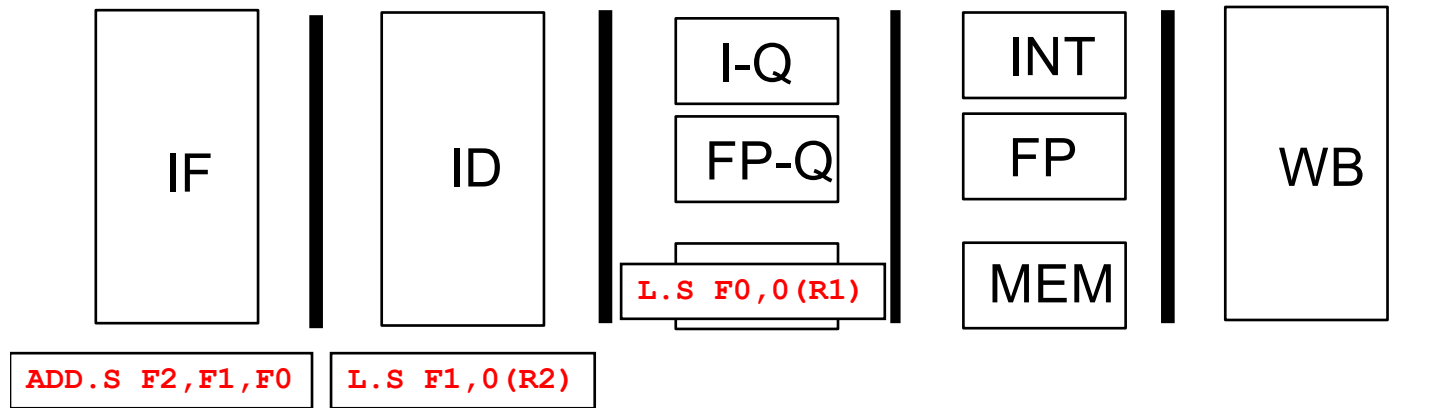 IF
ID
I-Q
FP-Q
L.S F0,0(R1)
INT
FP
MEM
WB
ADD.S F2,F1,F0
L.S F1,0(R2)